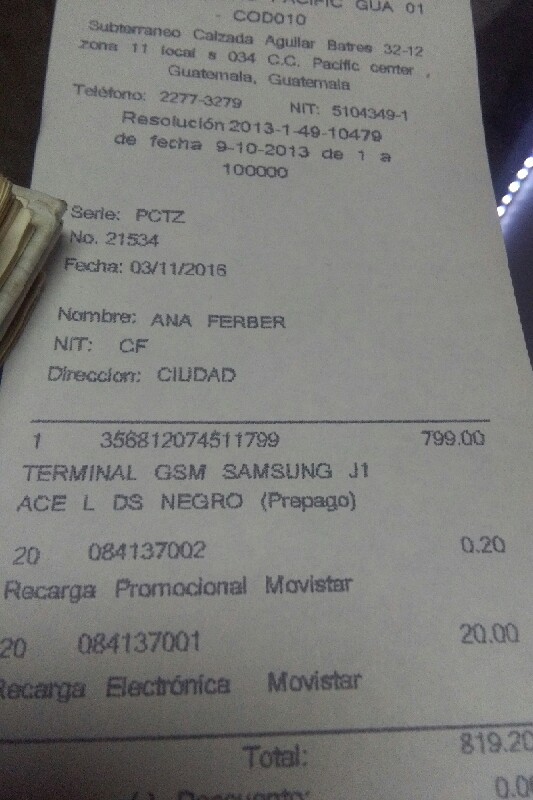 PACIFIC GUA 01
COD010
Subterraneo Calzada Aguilar Batres 32-12
zona 11 local s 034 C.C. Pacific center
Guatemala, Guatemala
Teléfono: 2277-3279 NIT: 5104349-1
Resolución 2013-1-49-10479
de fecha 9-10-2013 de 1 a
100000
Serie: PCTZ
No. 21534
Fecha: 03/11/2016
Nombre: ANA FERBER
NIT: CF
Direccion: CIUDAD
1 356812074511799 799.00
TERMINAL GSM SAMSUNG J1
ACE L DS NEGRO (Prepago)
20 084137002 0.20
Recarga Promocional Movistar
20 084137001 20.00
Recarga Electrónica Movistar
Total: 819.20
(-) Descuento: 0.0